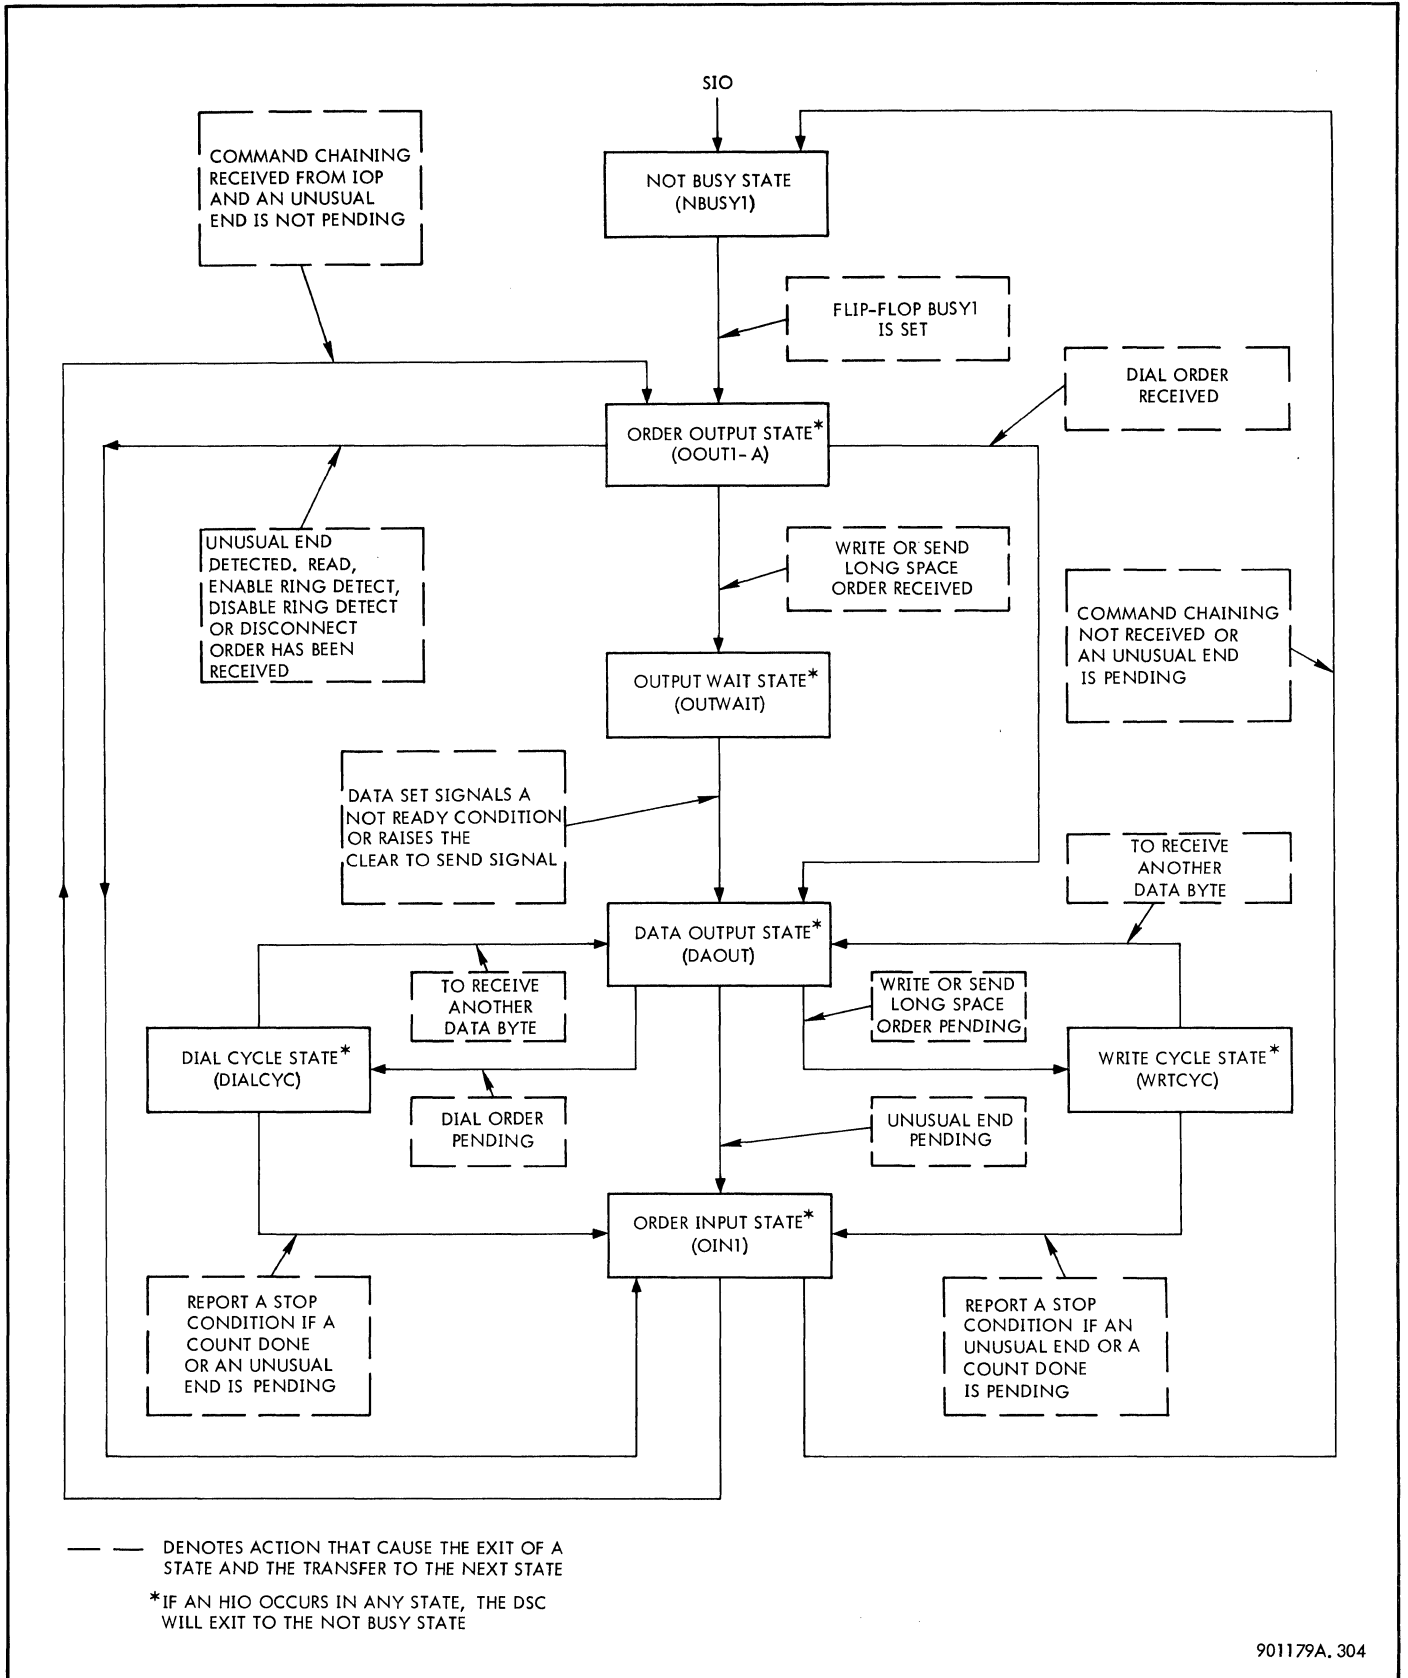 SIO
COMMAND CHAINING
RECEIVED FROM IOP
AND AN UNUSUAL
END IS NOT PENDING
NOT BUSY STATE
(NBUSY1)
FLIP-FLOP BUSY1
IS SET
DIAL ORDER
RECEIVED
ORDER OUTPUT STATE*
(OOUT1-A)
UNUSUAL END
DETECTED. READ,
ENABLE RING DETECT,
DISABLE RING DETECT
OR DISCONNECT
ORDER HAS BEEN
RECEIVED
WRITE OR SEND
LONG SPACE
ORDER RECEIVED
COMMAND CHAINING
NOT RECEIVED OR
AN UNUSUAL END
IS PENDING
OUTPUT WAIT STATE*
(OUTWAIT)
DATA SET SIGNALS A
NOT READY CONDITION
OR RAISES THE
CLEAR TO SEND SIGNAL
TO RECEIVE
ANOTHER
DATA BYTE
DATA OUTPUT STATE*
(DAOUT)
TO RECEIVE
ANOTHER
DATA BYTE
WRITE OR SEND
LONG SPACE
ORDER PENDING
DIAL CYCLE STATE*
(DIALCYC)
WRITE CYCLE STATE*
(WRTCYC)
DIAL ORDER
PENDING
UNUSUAL END
PENDING
ORDER INPUT STATE*
(OIN1)
REPORT A STOP
CONDITION IF A
COUNT DONE
OR AN UNUSUAL
END IS PENDING
REPORT A STOP
CONDITION IF AN
UNUSUAL END OR A
COUNT DONE
IS PENDING
DENOTES ACTION THAT CAUSE THE EXIT OF A
STATE AND THE TRANSFER TO THE NEXT STATE
*IF AN HIO OCCURS IN ANY STATE, THE DSC
WILL EXIT TO THE NOT BUSY STATE
901179A.304